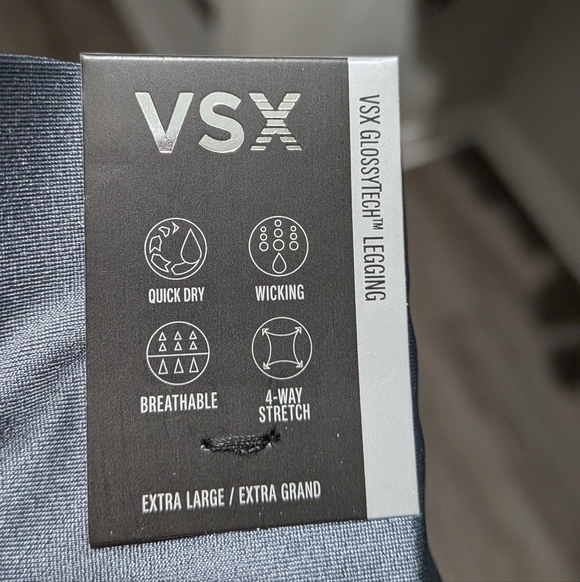 VSX
QUICK DRY
WICKING
BREATHABLE
4-WAY
STRETCH
EXTRA LARGE / EXTRA GRAND
VSX GLOSSYTECH™ LEGGING